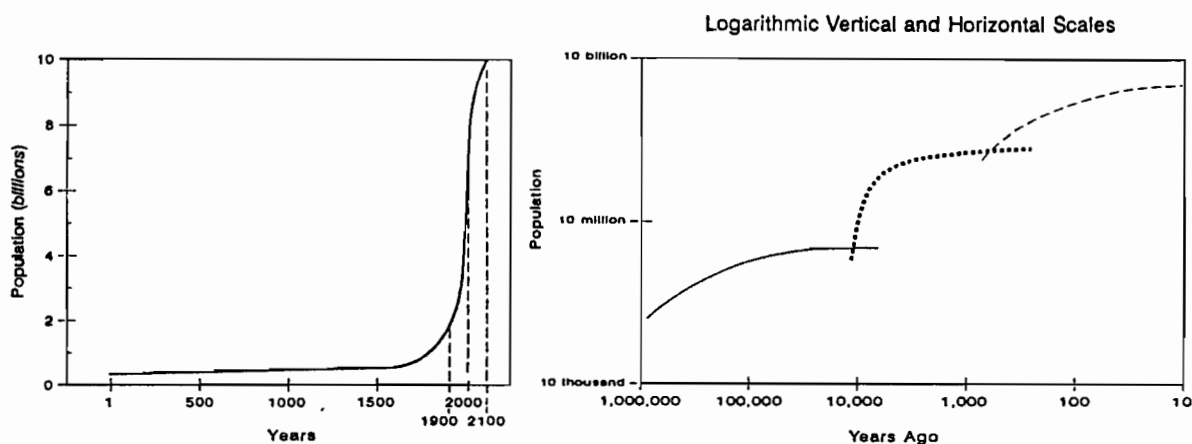 Logarithmic Vertical and Horizontal Scales
10
8
6
4
2
0
Population (billions)
1 500 1000 1500 2000
1900 2100
Years
10 billion
10 million
10 thousand
Population
1,000,000 100,000 10,000 1,000 100 10
Years Ago